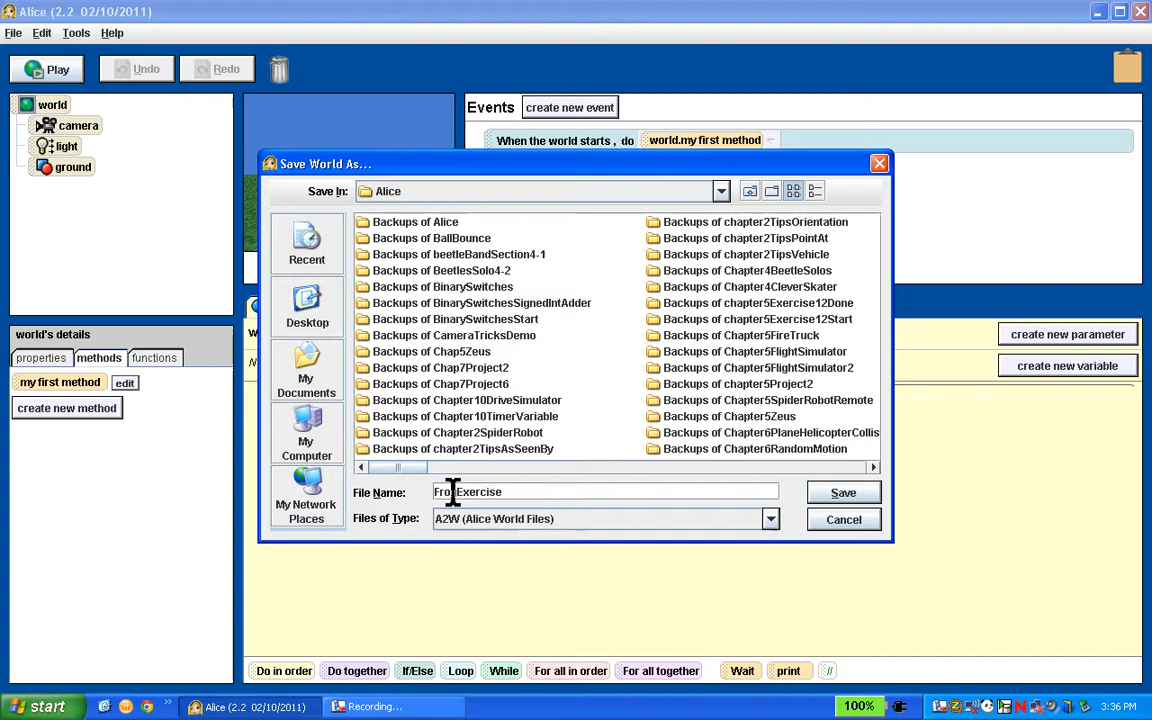 Alice (2.2 02/10/2011)
File Edit Tools Help
Play Undo Redo
world
camera
light
ground
Events create new event
When the world starts , do world.my first method
Save World As...
Save In: Alice
Recent
Desktop
My Documents
My Computer
My Network Places
Backups of Alice
Backups of BallBounce
Backups of beetleBandSection4-1
Backups of BeetlesSolo4-2
Backups of BinarySwitches
Backups of BinarySwitchesSignedIntAdder
Backups of BinarySwitchesStart
Backups of CameraTricksDemo
Backups of Chap5Zeus
Backups of Chap7Project2
Backups of Chap7Project6
Backups of Chapter10DriveSimulator
Backups of Chapter10TimerVariable
Backups of Chapter2SpiderRobot
Backups of chapter2TipsAsSeenBy
Backups of chapter2TipsOrientation
Backups of chapter2TipsPointAt
Backups of chapter2TipsVehicle
Backups of Chapter4BeetleSolos
Backups of Chapter4CleverSkater
Backups of chapter5Exercise12Done
Backups of chapter5Exercise12Start
Backups of Chapter5FireTruck
Backups of Chapter5FlightSimulator
Backups of Chapter5FlightSimulator2
Backups of chapter5Project2
Backups of Chapter5SpiderRobotRemote
Backups of Chapter5Zeus
Backups of Chapter6PlaneHelicopterCollis
Backups of Chapter6RandomMotion
File Name: Fro Exercise
Save
Files of Type: A2W (Alice World Files)
Cancel
world's details
properties methods functions
my first method edit
create new method
create new parameter
create new variable
Do in order Do together If/Else Loop While For all in order For all together Wait print //
start Alice (2.2 02/10/2011) Recording... 100% 3:36 PM